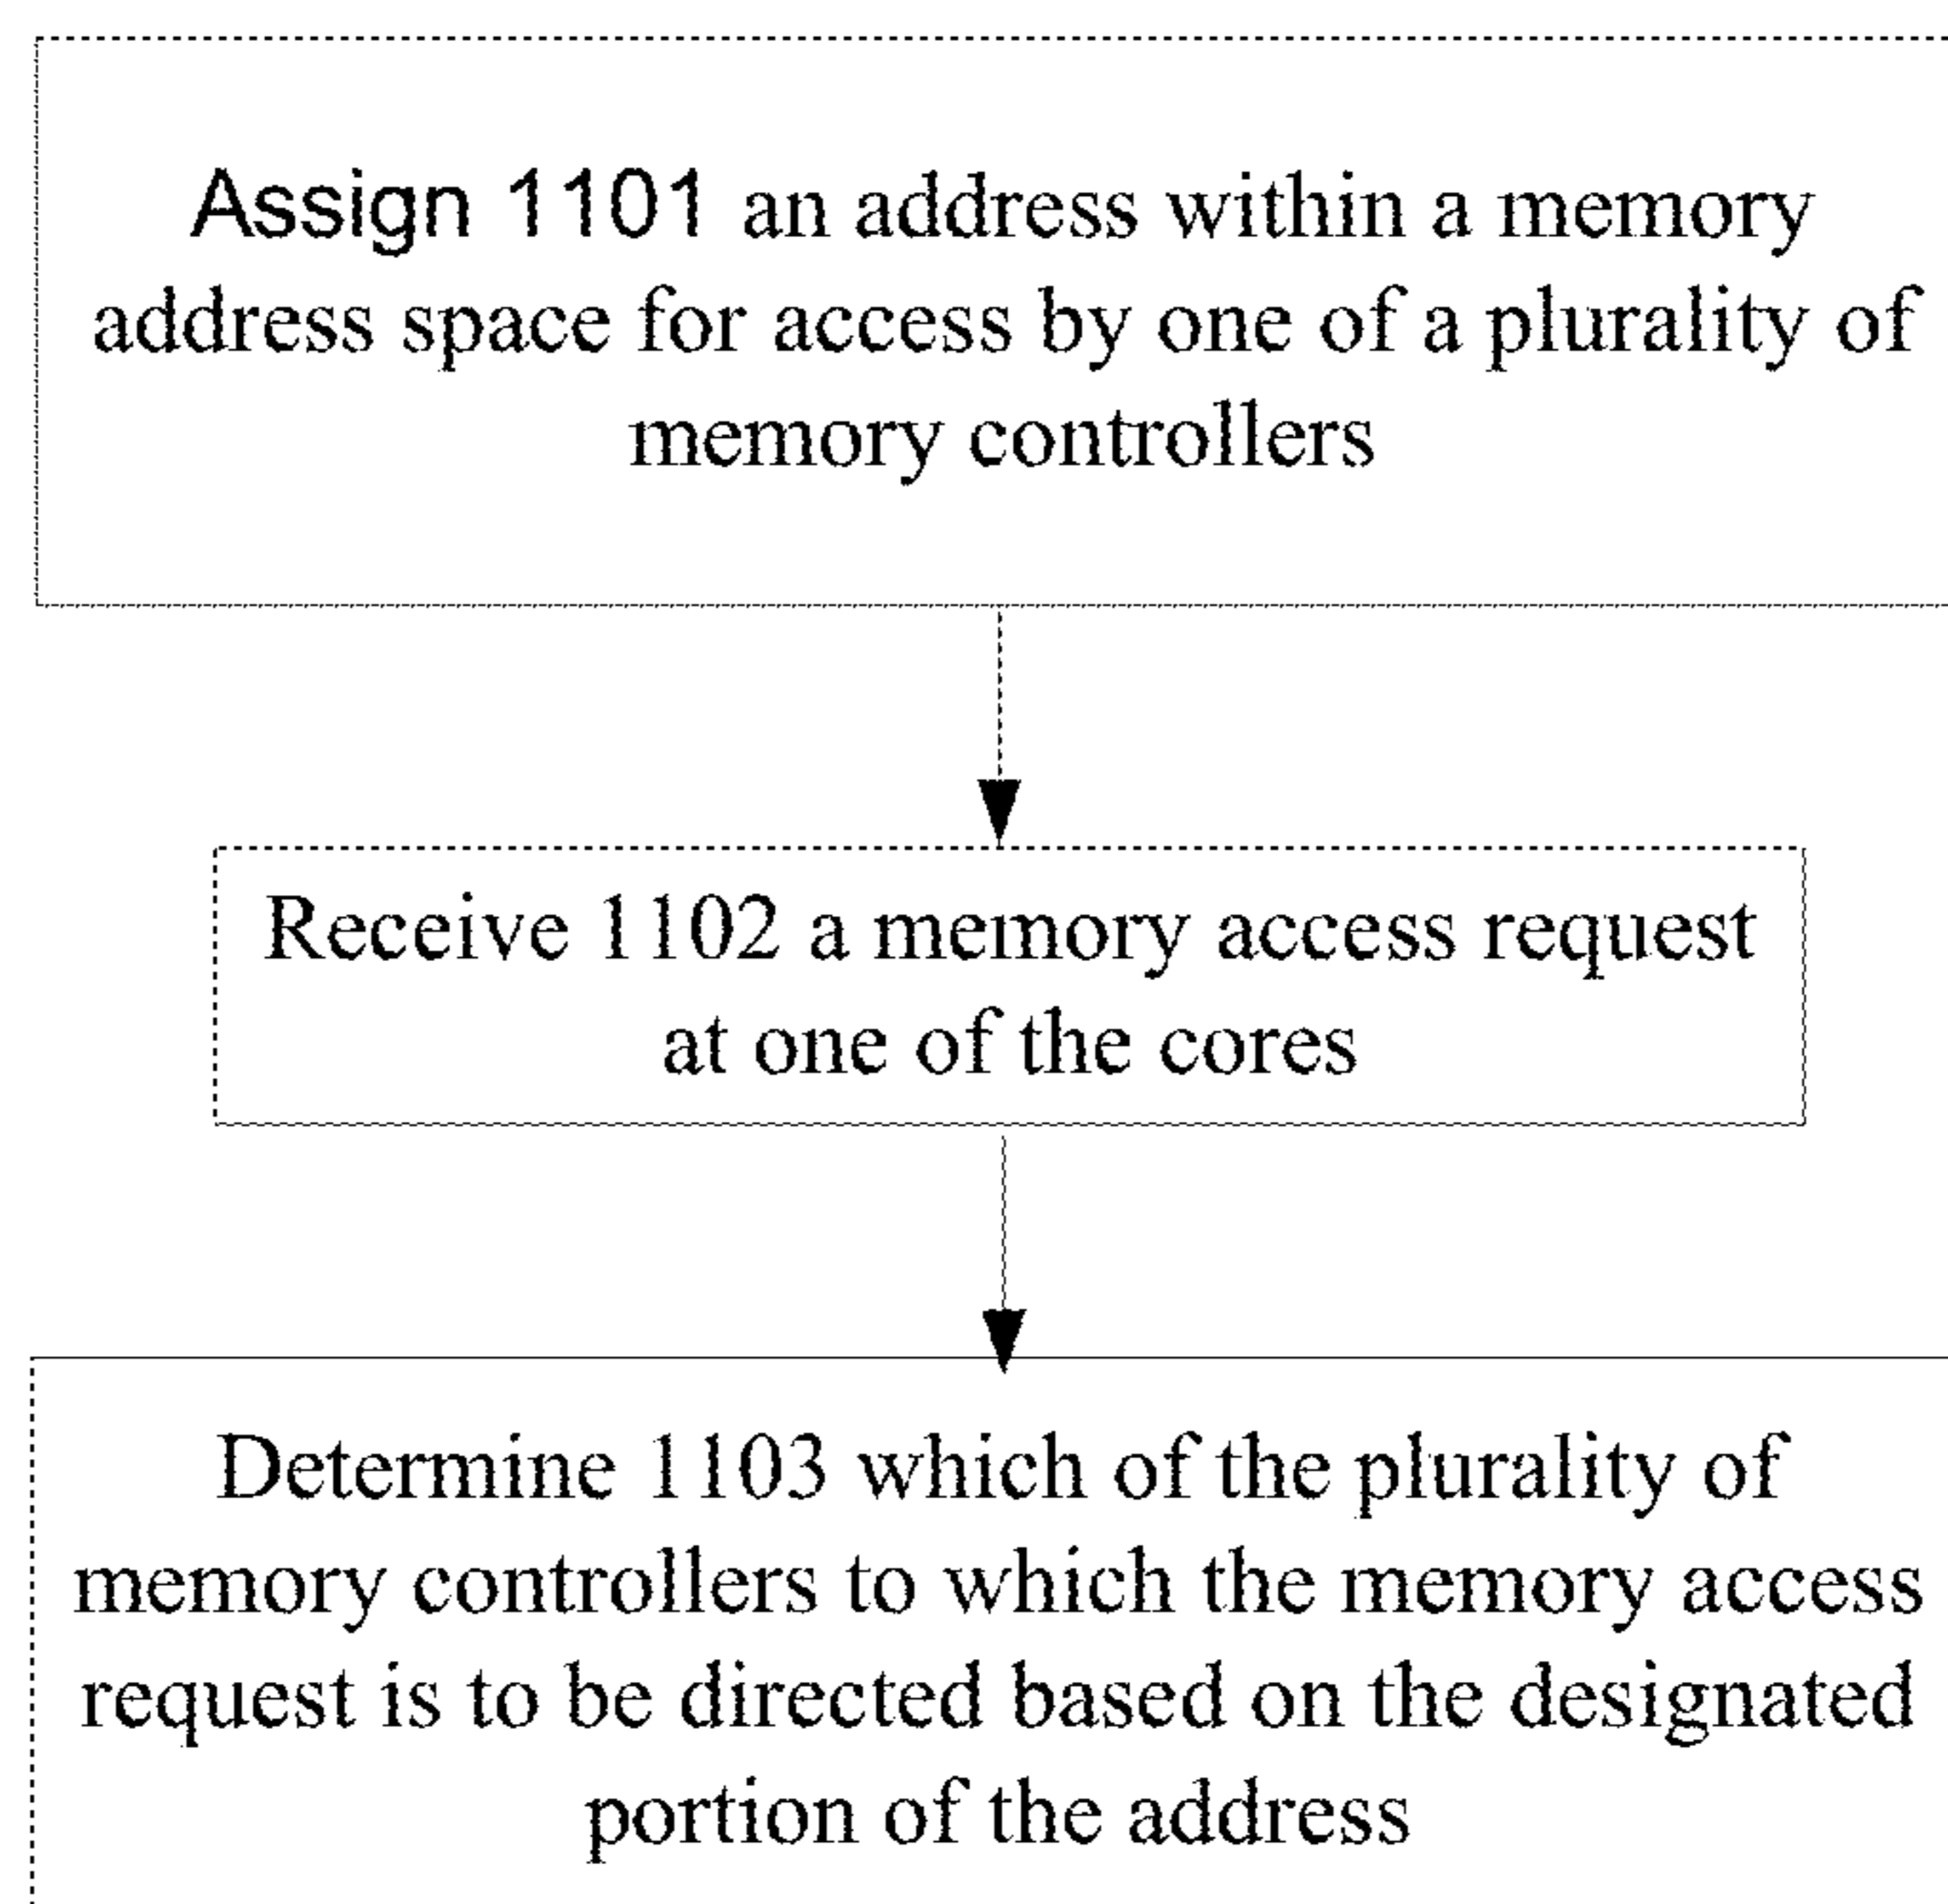 Assign 1101 an address within a memory
address space for access by one of a plurality of
memory controllers
Receive 1102 a memory access request
at one of the cores
Determine 1103 which of the plurality of
memory controllers to which the memory access
request is to be directed based on the designated
portion of the address